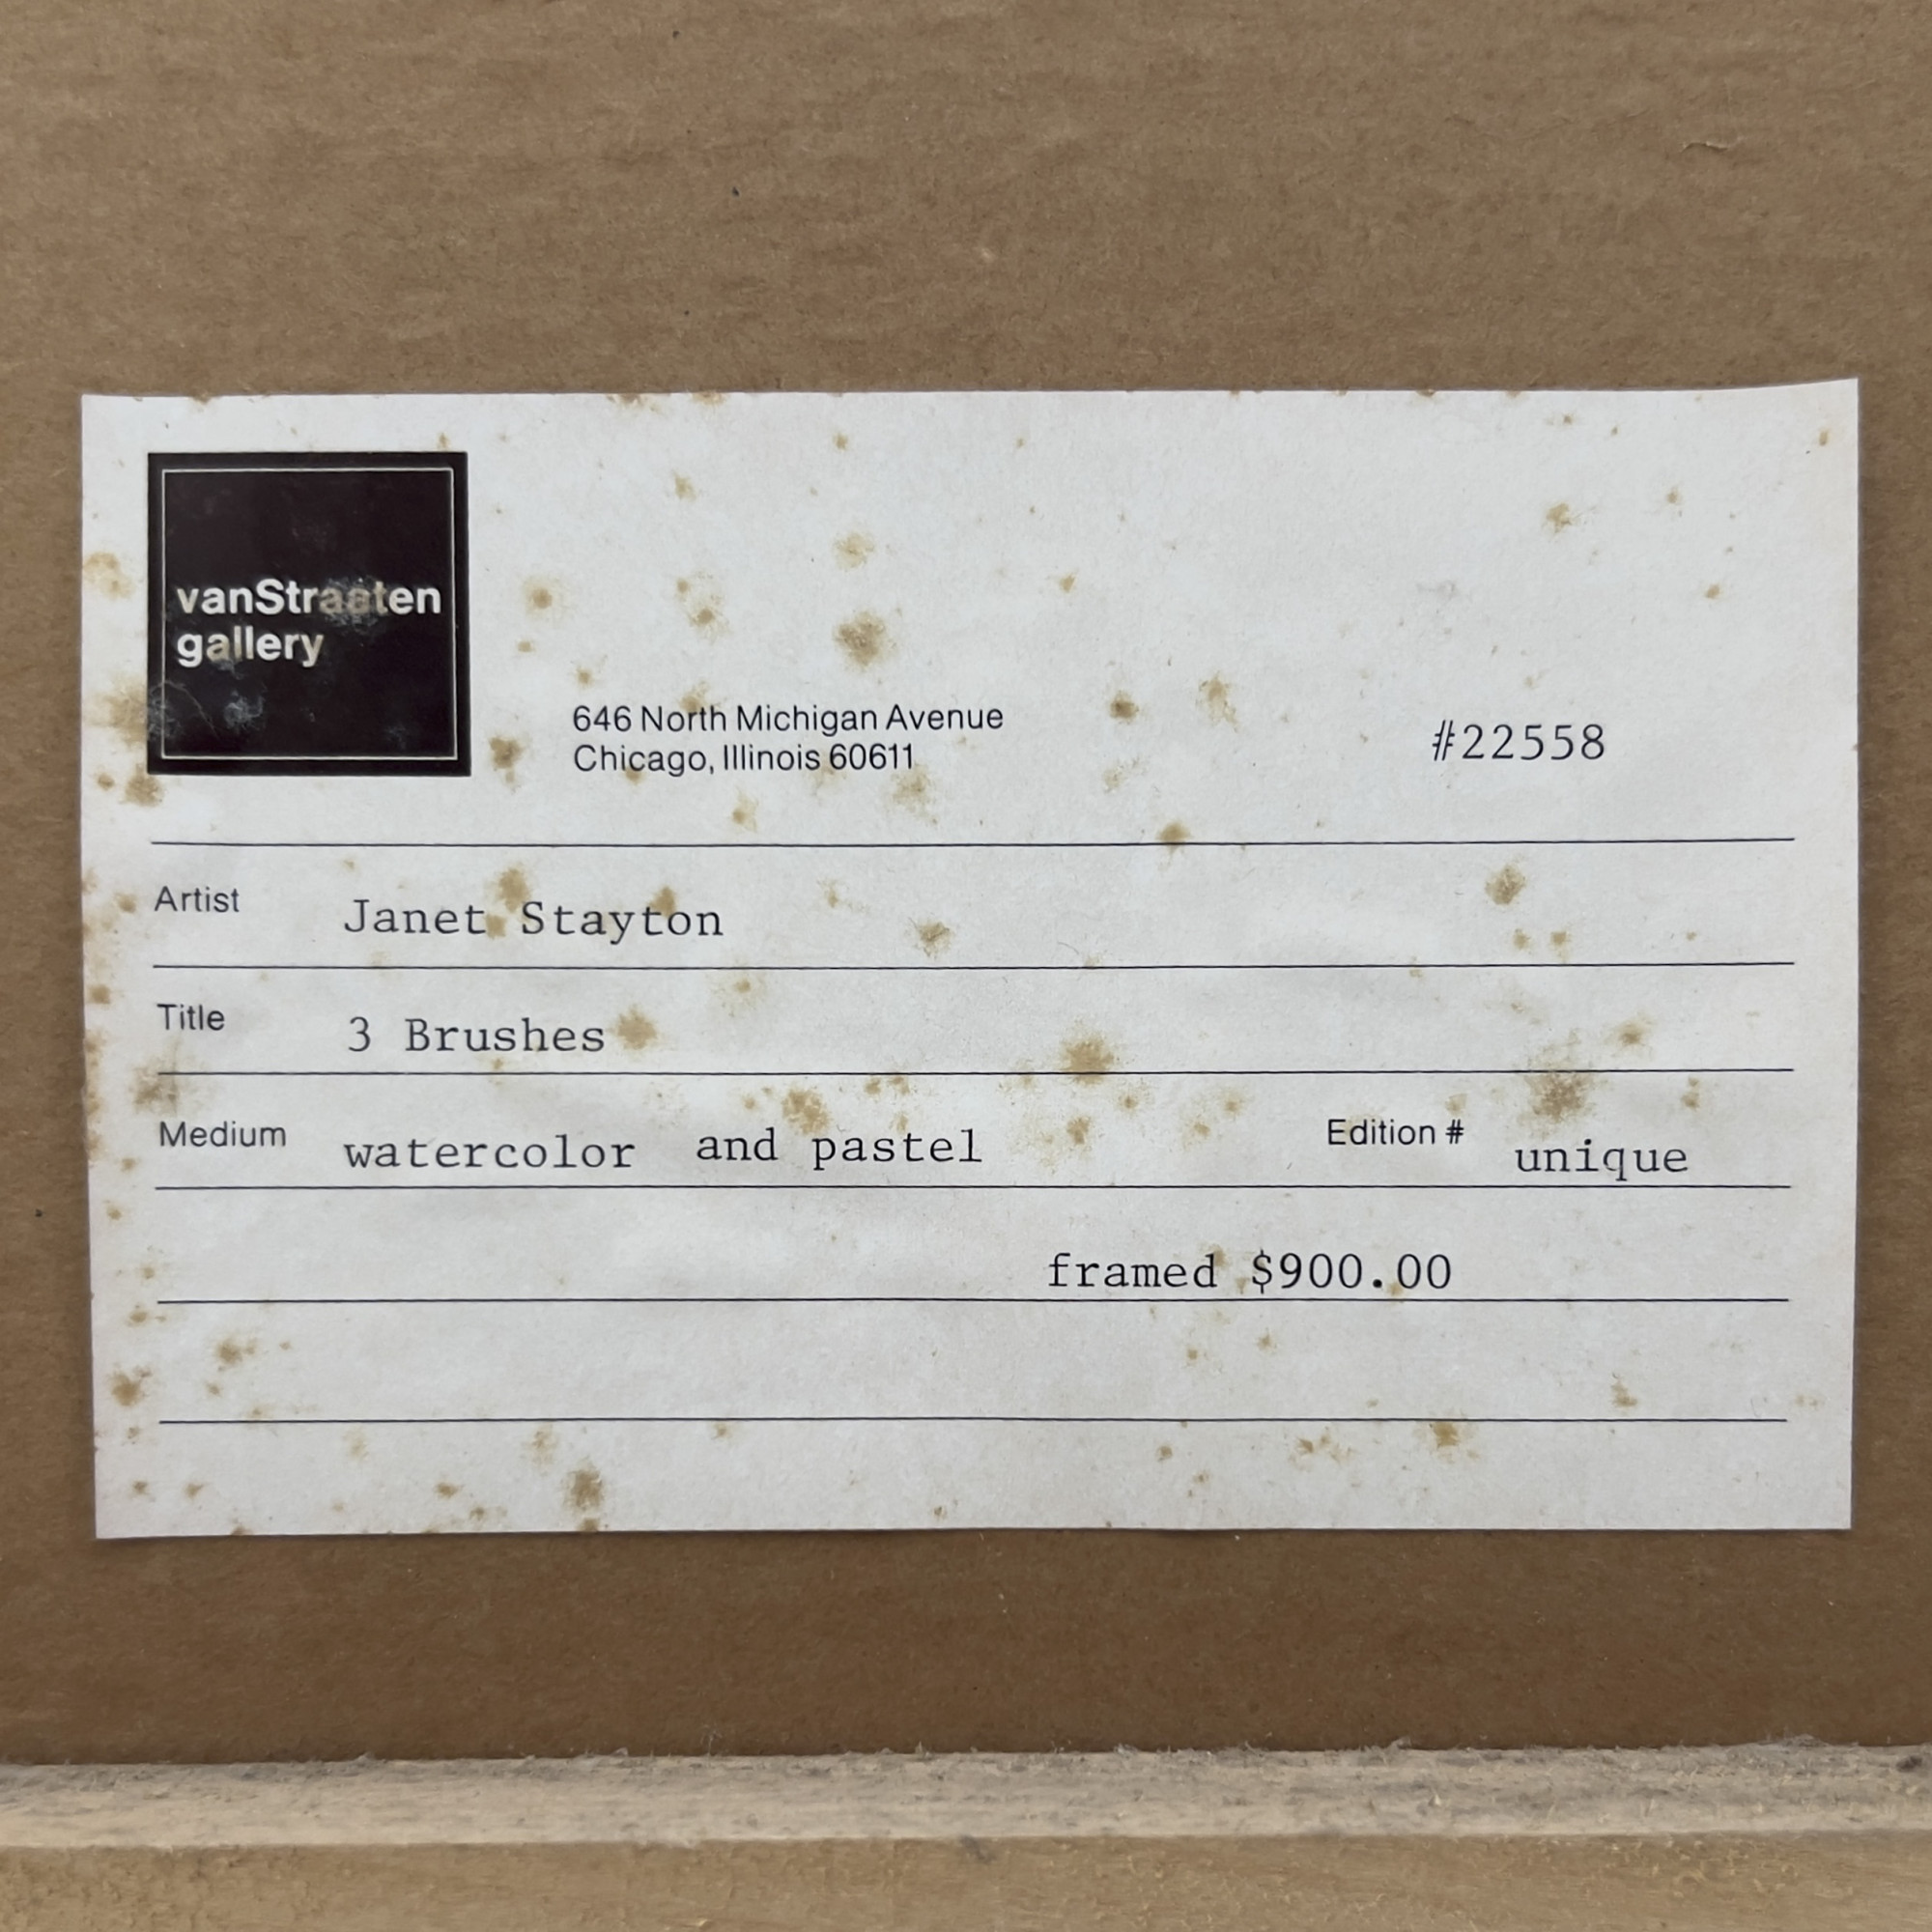 vanStraaten
gallery
646 North Michigan Avenue
Chicago, Illinois 60611
#22558
Artist Janet Stayton
Title 3 Brushes
Medium watercolor and pastel Edition # unique
framed $900.00